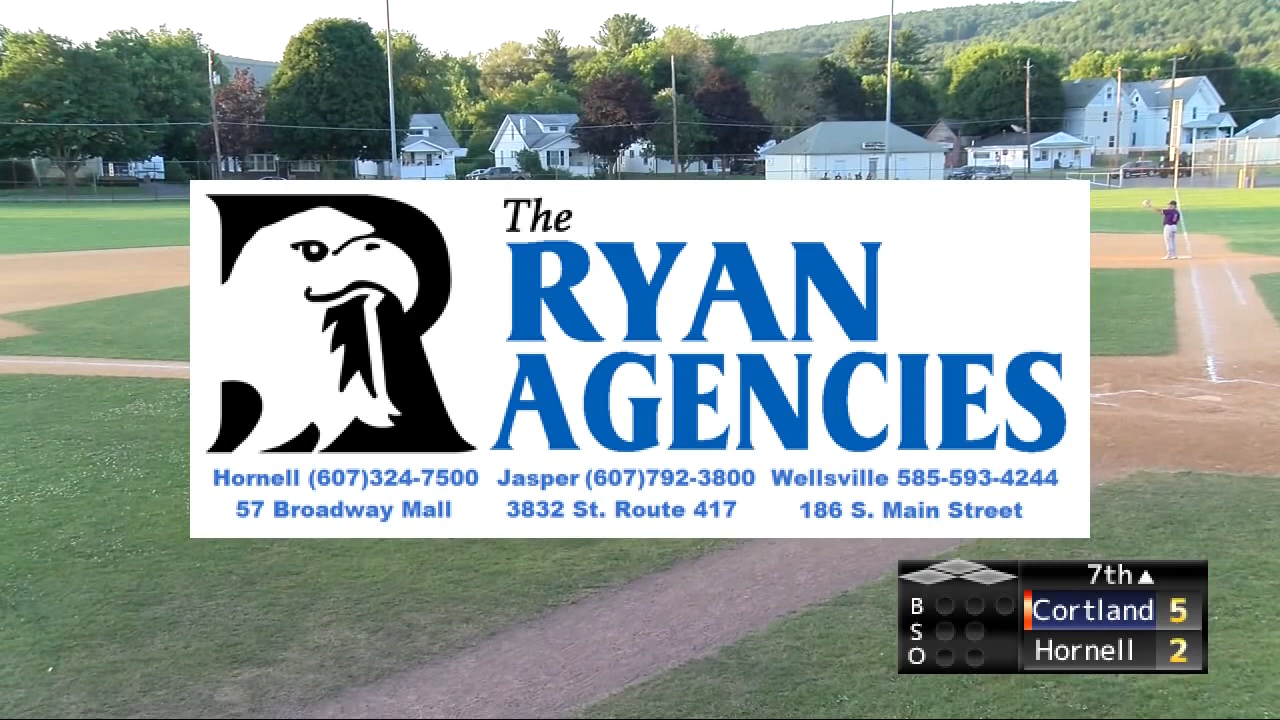 The
RYAN
AGENCIES
Hornell (607)324-7500 Jasper (607)792-3800 Wellsville 585-593-4244
57 Broadway Mall 3832 St. Route 417 186 S. Main Street
7th▲
B
Cortland 5
S
O
Hornell 2